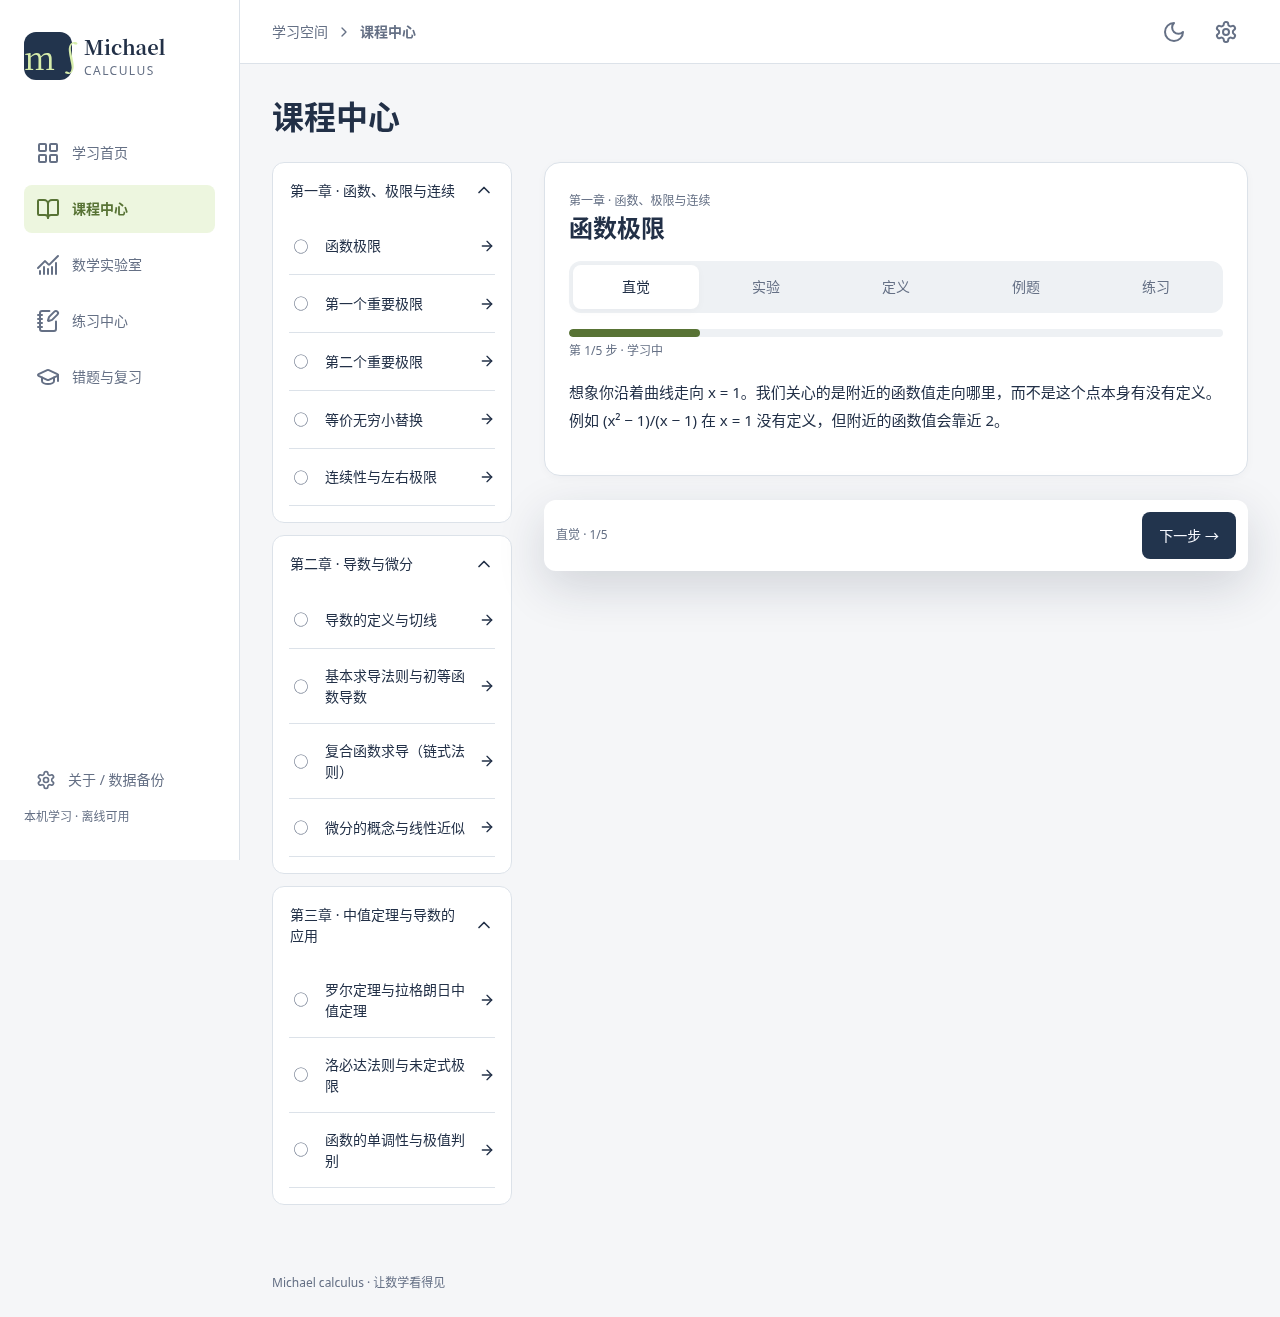 m ∫
Michael
CALCULUS
学习首页
课程中心
数学实验室
练习中心
错题与复习
关于 / 数据备份
本机学习 · 离线可用
学习空间
课程中心
课程中心
第一章 · 函数、极限与连续
函数极限
第一个重要极限
第二个重要极限
等价无穷小替换
连续性与左右极限
第二章 · 导数与微分
导数的定义与切线
基本求导法则与初等函
数导数
复合函数求导（链式法
则）
微分的概念与线性近似
第三章 · 中值定理与导数的
应用
罗尔定理与拉格朗日中
值定理
洛必达法则与未定式极
限
函数的单调性与极值判
别
第一章 · 函数、极限与连续
函数极限
直觉
实验
定义
例题
练习
第 1/5 步 · 学习中
想象你沿着曲线走向 x = 1。我们关心的是附近的函数值走向哪里，而不是这个点本身有没有定义。
例如 (x² − 1)/(x − 1) 在 x = 1 没有定义，但附近的函数值会靠近 2。
直觉 · 1/5
下一步 →
Michael calculus · 让数学看得见